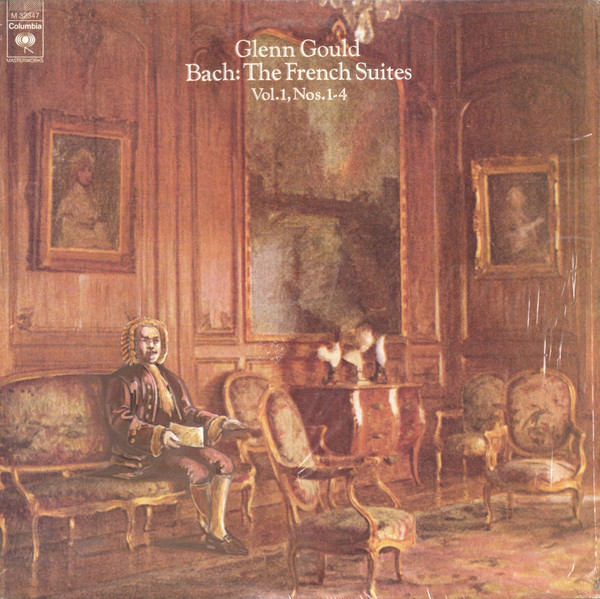 M 32347
Columbia
MASTERWORKS
Glenn Gould
Bach: The French Suites
Vol.1, Nos.1-4